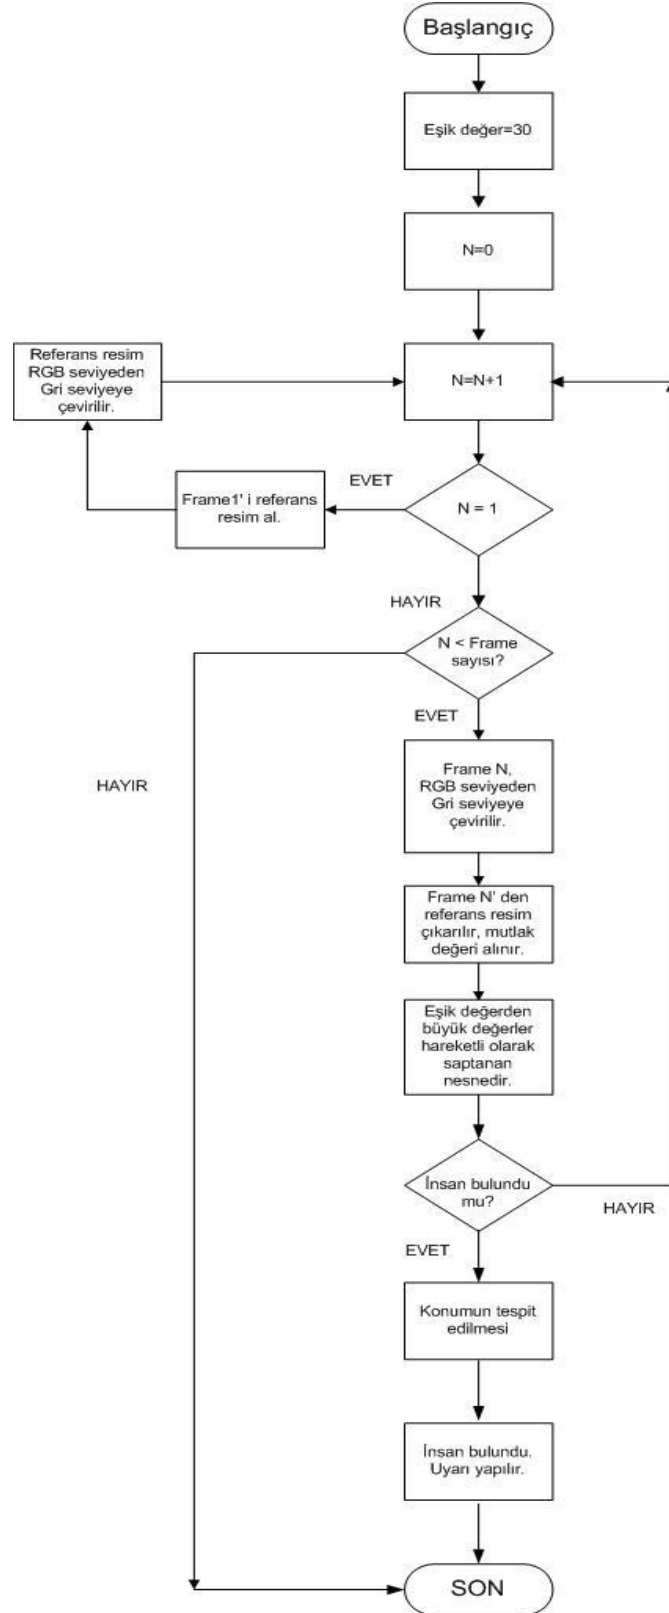 Başlangıç
Eşik değer=30
N=0
Referans resim
RGB seviyeden
Gri seviyeye
çevirilir.
N=N+1
EVET
Frame1' i referans
resim al.
N = 1
HAYIR
N < Frame
sayısı?
EVET
HAYIR
Frame N,
RGB seviyeden
Gri seviyeye
çevirilir.
Frame N' den
referans resim
çıkarılır, mutlak
değeri alınır.
Eşik değerden
büyük değerler
hareketli olarak
saptanan
nesnedir.
İnsan bulundu
mu?
HAYIR
EVET
Konumun tespit
edilmesi
İnsan bulundu.
Uyarı yapılır.
SON